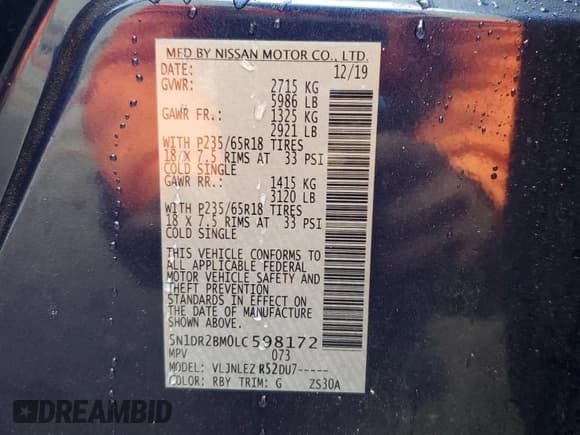 MFD BY NISSAN MOTOR CO., LTD.
DATE: 12/19
GVWR: 2715 KG
5986 LB
GAWR FR.: 1325 KG
2921 LB
WITH P235/65R18 TIRES
18 X 7.5 RIMS AT 33 PSI
COLD SINGLE
GAWR RR.: 1415 KG
3120 LB
WITH P235/65R18 TIRES
18 X 7.5 RIMS AT 33 PSI
COLD SINGLE
THIS VEHICLE CONFORMS TO
ALL APPLICABLE FEDERAL
MOTOR VEHICLE SAFETY AND
THEFT PREVENTION
STANDARDS IN EFFECT ON
THE DATE OF MANUFACTURE
SHOWN ABOVE.
5N1DR2BM0LC598172
MPV 073
MODEL: VLJNLEZ R52DU7-----
COLOR: RBY TRIM: G ZS30A
DREAMBID